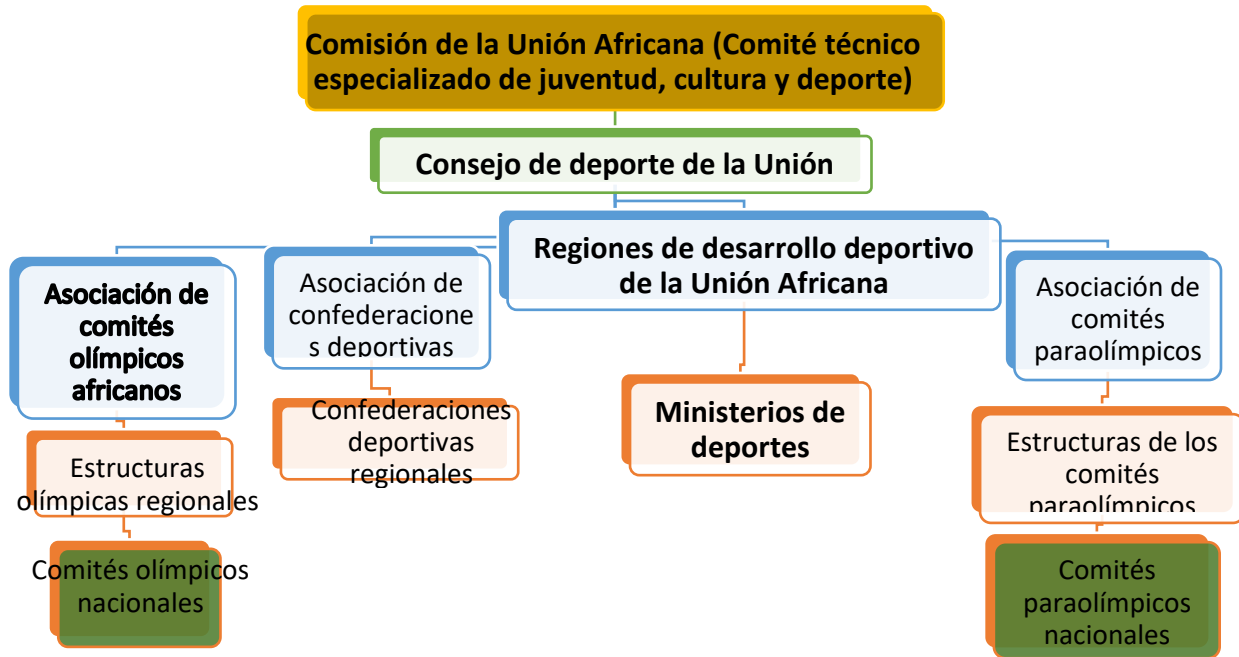 Comisión de la Unión Africana (Comité técnico
especializado de juventud, cultura y deporte)
Consejo de deporte de la Unión
Regiones de desarrollo deportivo
de la Unión Africana
Asociación de
comités
olímpicos
africanos
Asociación de
confederacione
s deportivas
Asociación de
comités
paraolímpicos
Ministerios de
deportes
Confederaciones
deportivas
regionales
Estructuras
olímpicas regionales
Estructuras de los
comités
paraolímpicos
Comités olímpicos
nacionales
Comités
paraolímpicos
nacionales